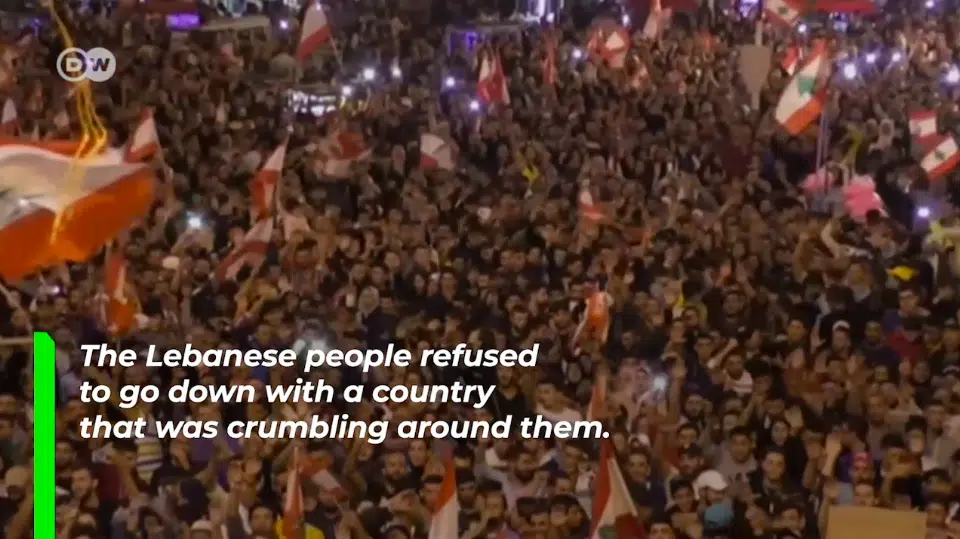 DW
The Lebanese people refused
to go down with a country
that was crumbling around them.